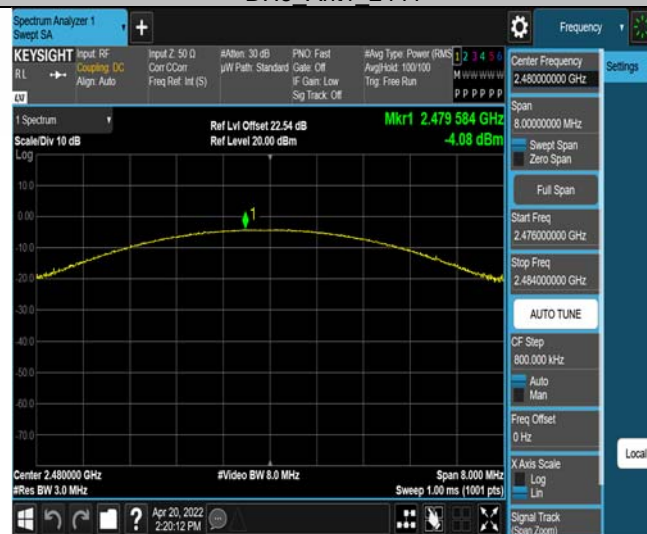 Spectrum Analyzer 1
Swept SA
Frequency
KEYSIGHT
RL
Input: RF
Coupling: DC
Align: Auto
Input Z: 50 Ω
Corr CCorr
Freq Ref: Int (S)
#Atten: 30 dB
µW Path: Standard
PNO: Fast
Gate: Off
IF Gain: Low
Sig Track: Off
#Avg Type: Power (RMS
Avg|Hold: 100/100
Trig: Free Run
1 2 3 4 5 6
M W W W W W
P P P P P P
LXI
1 Spectrum
Scale/Div 10 dB
Log
Ref Lvl Offset 22.54 dB
Ref Level 20.00 dBm
Mkr1 2.479 584 GHz
-4.08 dBm
10.0
0.00
-10.0
-20.0
-30.0
-40.0
-50.0
-60.0
-70.0
1
Center 2.480000 GHz
#Res BW 3.0 MHz
#Video BW 8.0 MHz
Span 8.000 MHz
Sweep 1.00 ms (1001 pts)
Apr 20, 2022
2:20:12 PM
Center Frequency
2.480000000 GHz
Settings
Span
8.00000000 MHz
Swept Span
Zero Span
Full Span
Start Freq
2.476000000 GHz
Stop Freq
2.484000000 GHz
AUTO TUNE
CF Step
800.000 kHz
Auto
Man
Freq Offset
0 Hz
X Axis Scale
Log
Lin
Local
Signal Track
(Span Zoom)